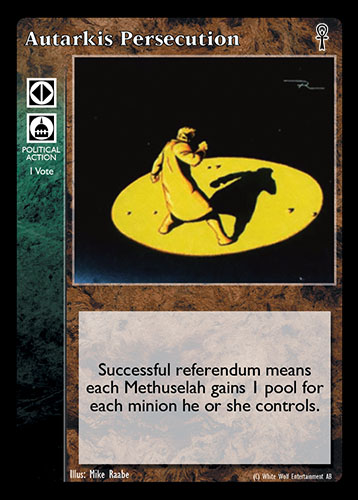 Autarkis Persecution
POLITICAL
ACTION
1 Vote
Successful referendum means
each Methuselah gains 1 pool for
each minion he or she controls.
Illus: Mike Raabe
(C) White Wolf Entertainment AB